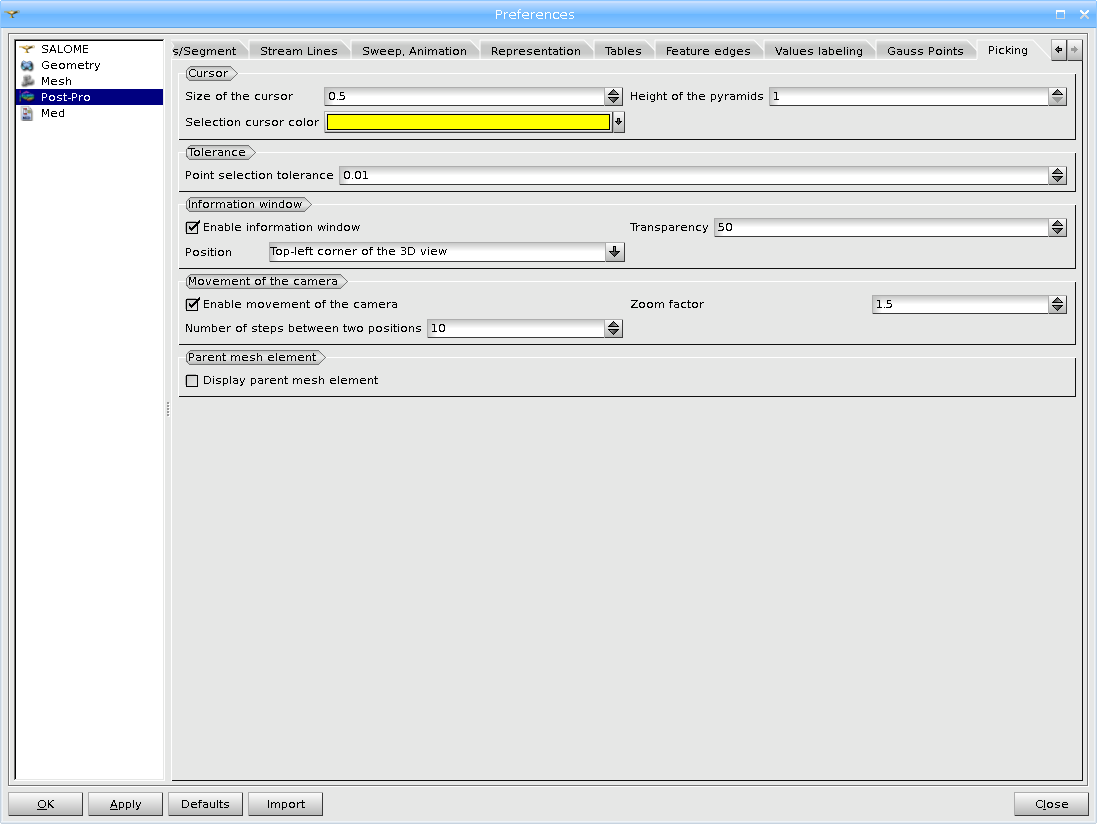 Preferences
SALOME
Geometry
Mesh
Post-Pro
Med
s/Segment Stream Lines Sweep, Animation Representation Tables Feature edges Values labeling Gauss Points Picking
Cursor
Size of the cursor 0.5 Height of the pyramids 1
Selection cursor color
Tolerance
Point selection tolerance 0.01
Information window
Enable information window Transparency 50
Position Top-left corner of the 3D view
Movement of the camera
Enable movement of the camera Zoom factor 1.5
Number of steps between two positions 10
Parent mesh element
Display parent mesh element
OK Apply Defaults Import Close